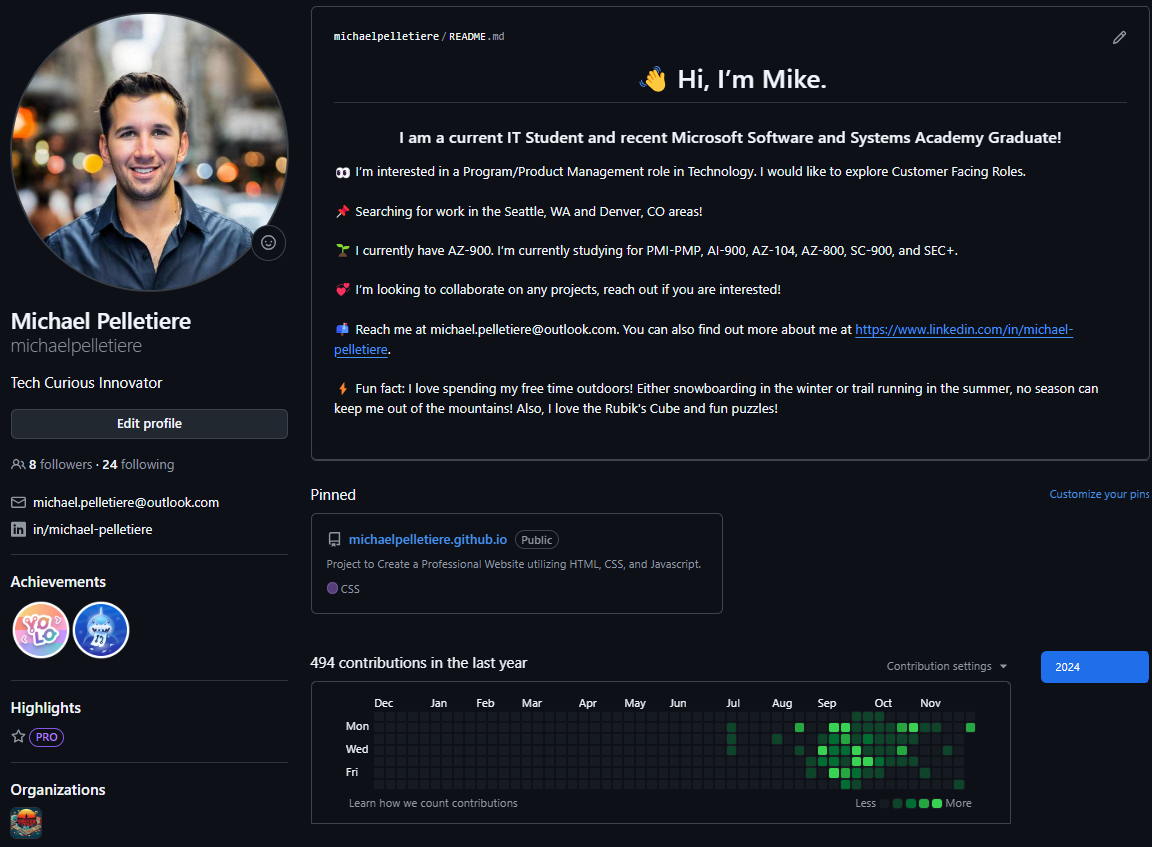 michaelpelletiere/README.md
👋 Hi, I’m Mike.
I am a current IT Student and recent Microsoft Software and Systems Academy Graduate!
👀 I’m interested in a Program/Product Management role in Technology. I would like to explore Customer Facing Roles.
📌 Searching for work in the Seattle, WA and Denver, CO areas!
🌱 I currently have AZ-900. I’m currently studying for PMI-PMP, AI-900, AZ-104, AZ-800, SC-900, and SEC+.
💞 I’m looking to collaborate on any projects, reach out if you are interested!
📫 Reach me at michael.pelletiere@outlook.com. You can also find out more about me at https://www.linkedin.com/in/michael-
pelletiere.
⚡ Fun fact: I love spending my free time outdoors! Either snowboarding in the winter or trail running in the summer, no season can
keep me out of the mountains! Also, I love the Rubik's Cube and fun puzzles!
Michael Pelletiere
michaelpelletiere
Tech Curious Innovator
Edit profile
8 followers · 24 following
michael.pelletiere@outlook.com
in/michael-pelletiere
Achievements
YOLO
Highlights
PRO
Organizations
Pinned
Customize your pins
michaelpelletiere.github.io Public
Project to Create a Professional Website utilizing HTML, CSS, and Javascript.
CSS
494 contributions in the last year
Contribution settings
2024
Dec Jan Feb Mar Apr May Jun Jul Aug Sep Oct Nov
Mon
Wed
Fri
Learn how we count contributions
Less More